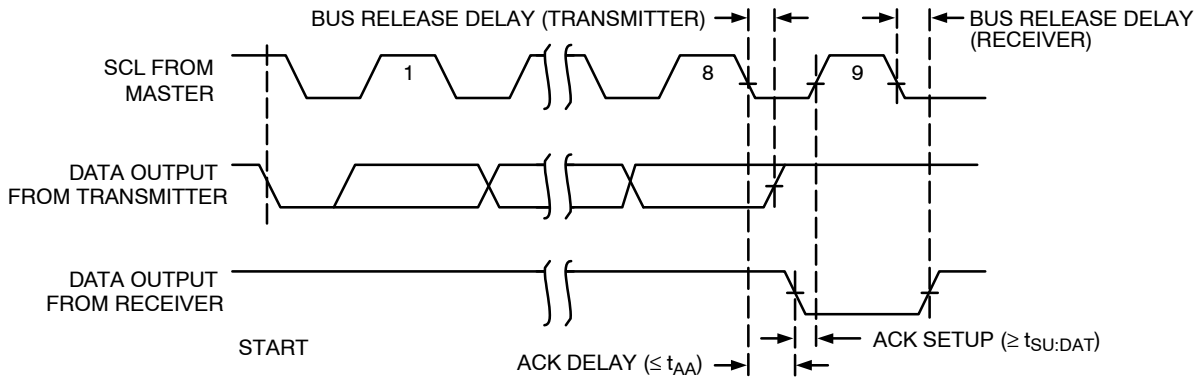 BUS RELEASE DELAY (TRANSMITTER)
BUS RELEASE DELAY
(RECEIVER)
SCL FROM
MASTER
1
8
9
DATA OUTPUT
FROM TRANSMITTER
DATA OUTPUT
FROM RECEIVER
START
ACK DELAY (≤ tAA)
ACK SETUP (≥ tSU:DAT)